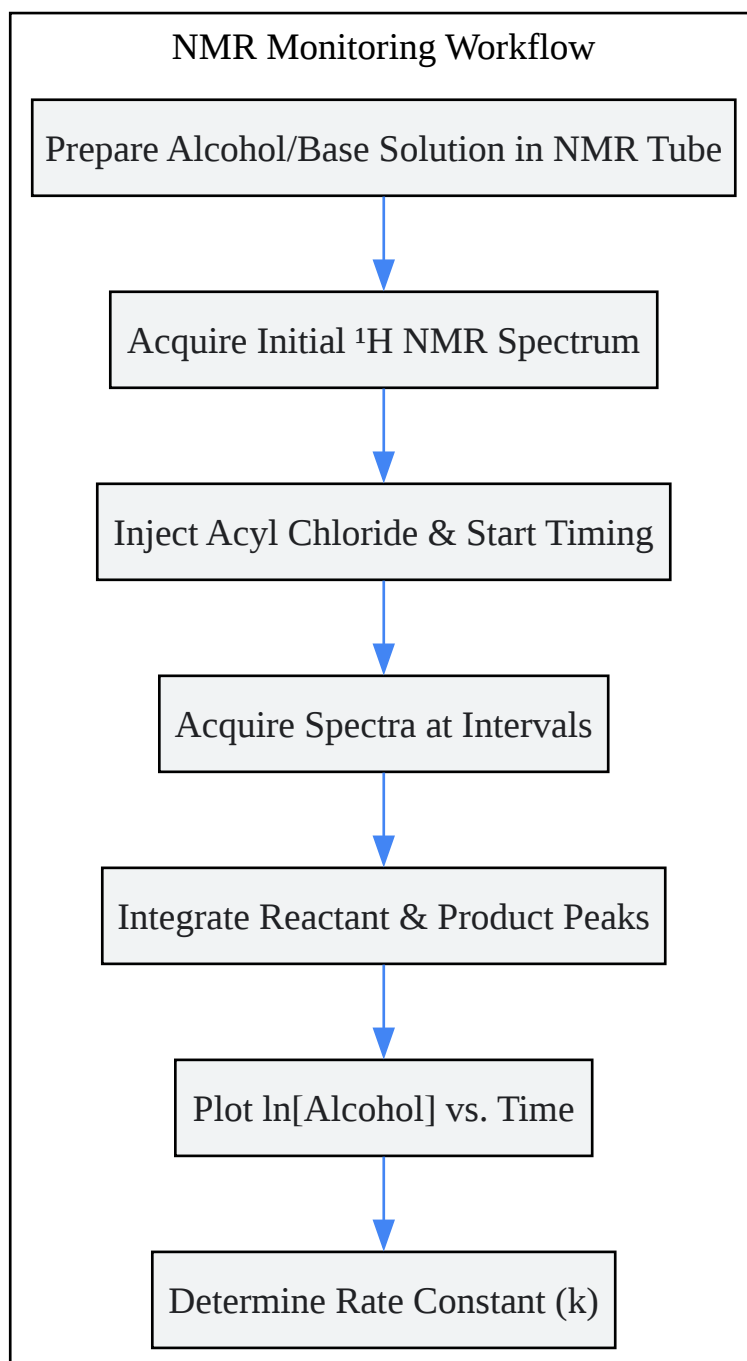 NMR Monitoring Workflow
Prepare Alcohol/Base Solution in NMR Tube
Acquire Initial ¹H NMR Spectrum
Inject Acyl Chloride & Start Timing
Acquire Spectra at Intervals
Integrate Reactant & Product Peaks
Plot ln[Alcohol] vs. Time
Determine Rate Constant (k)